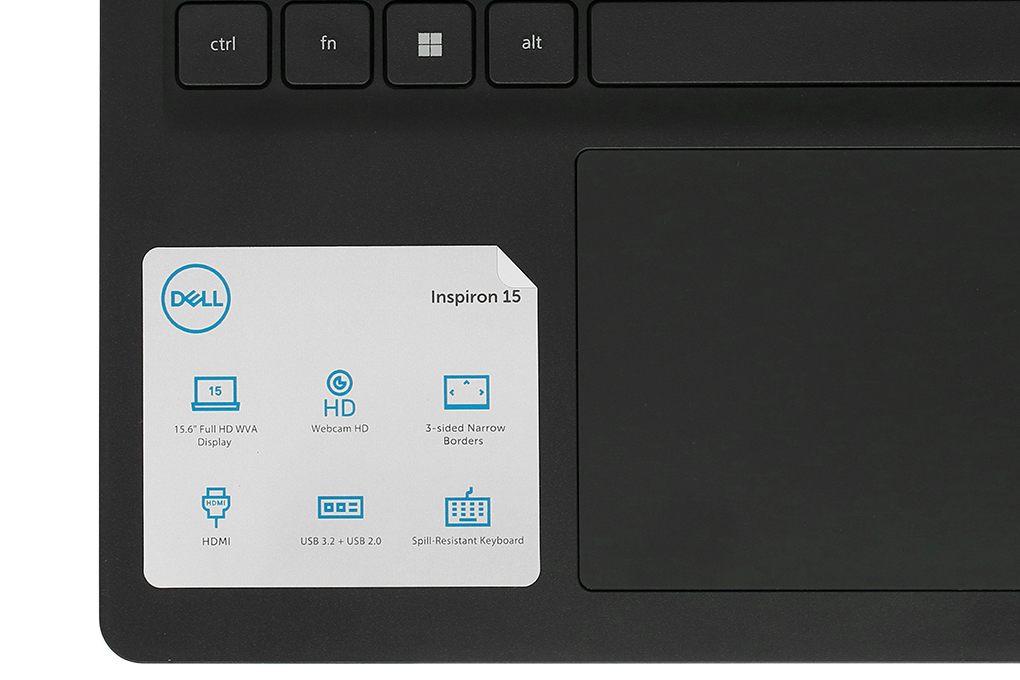 ctrl fn alt
DELL
Inspiron 15
15
15.6" Full HD WVA
Display
HD
Webcam HD
3-sided Narrow
Borders
HDMI
HDMI
USB 3.2 + USB 2.0
Spill-Resistant Keyboard